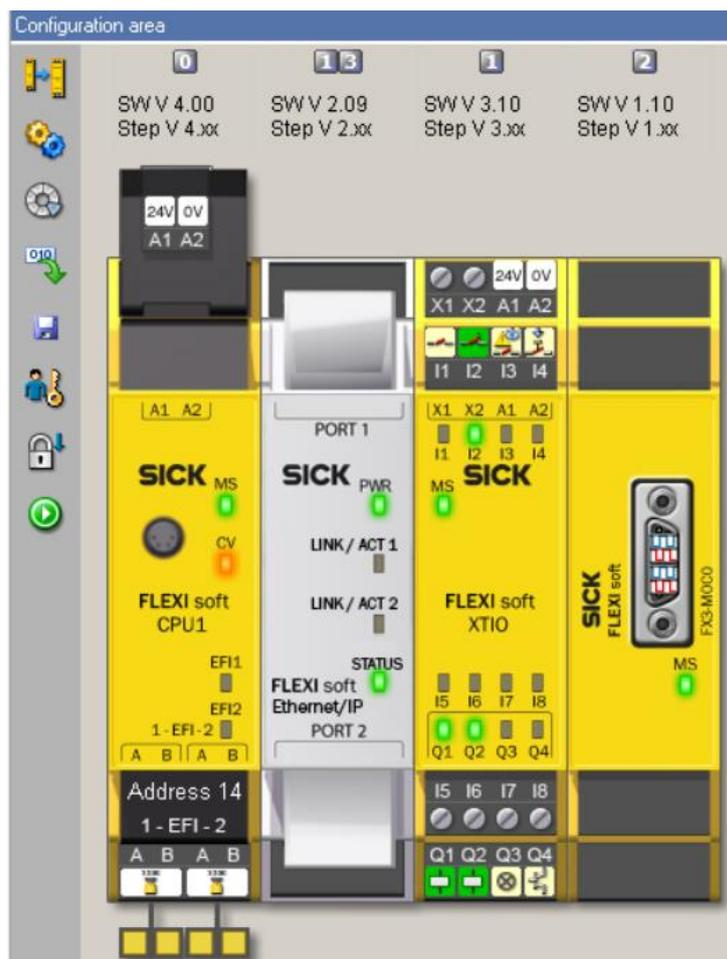 Configuration area
0 13 1 2
SW V 4.00 SW V 2.09 SW V 3.10 SW V 1.10
Step V 4.xx Step V 2.xx Step V 3.xx Step V 1.xx
24V 0V
A1 A2
24V 0V
X1 X2 A1 A2
I1 I2 I3 I4
010
A1 A2
PORT 1
X1 X2 A1 A2
I1 I2 I3 I4
SICK MS
SICK PWR
MS SICK
CV
LINK / ACT 1
LINK / ACT 2
FLEXI soft
CPU1
FLEXI soft
XTIO
SICK
FLEXI soft
FX3-MOCO
MS
EFI1
EFI2
1 - EFI - 2
A B A B
STATUS
FLEXI soft
Ethernet/IP
PORT 2
I5 I6 I7 I8
Q1 Q2 Q3 Q4
Address 14
1 - EFI - 2
A B A B
I5 I6 I7 I8
Q1 Q2 Q3 Q4